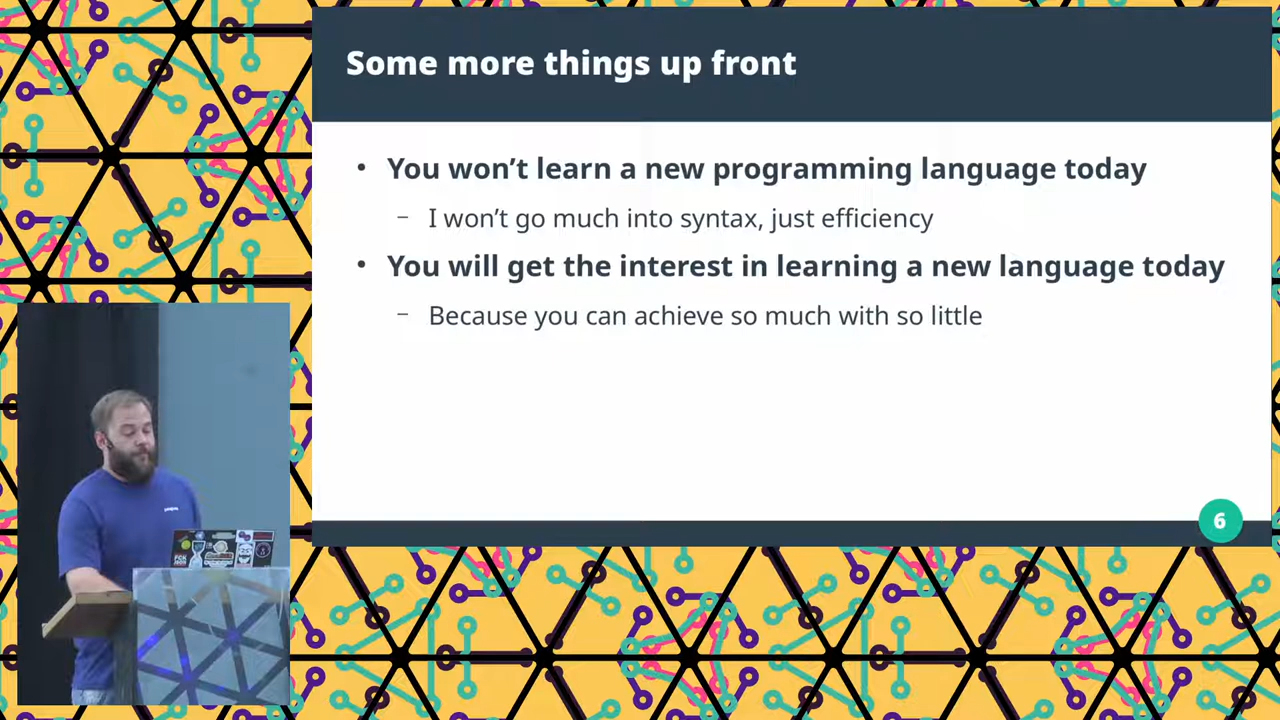 Some more things up front
• You won't learn a new programming language today
– I won't go much into syntax, just efficiency
• You will get the interest in learning a new language today
– Because you can achieve so much with so little
6